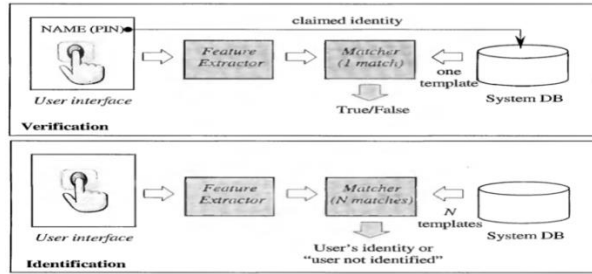 claimed identity
NAME (PIN)
Feature
Extractor
Matcher
(1 match)
one
template
System DB
User interface
True/False
Verification
Feature
Extractor
Matcher
(N matches)
N
templates
System DB
User interface
User's identity or
"user not identified"
Identification